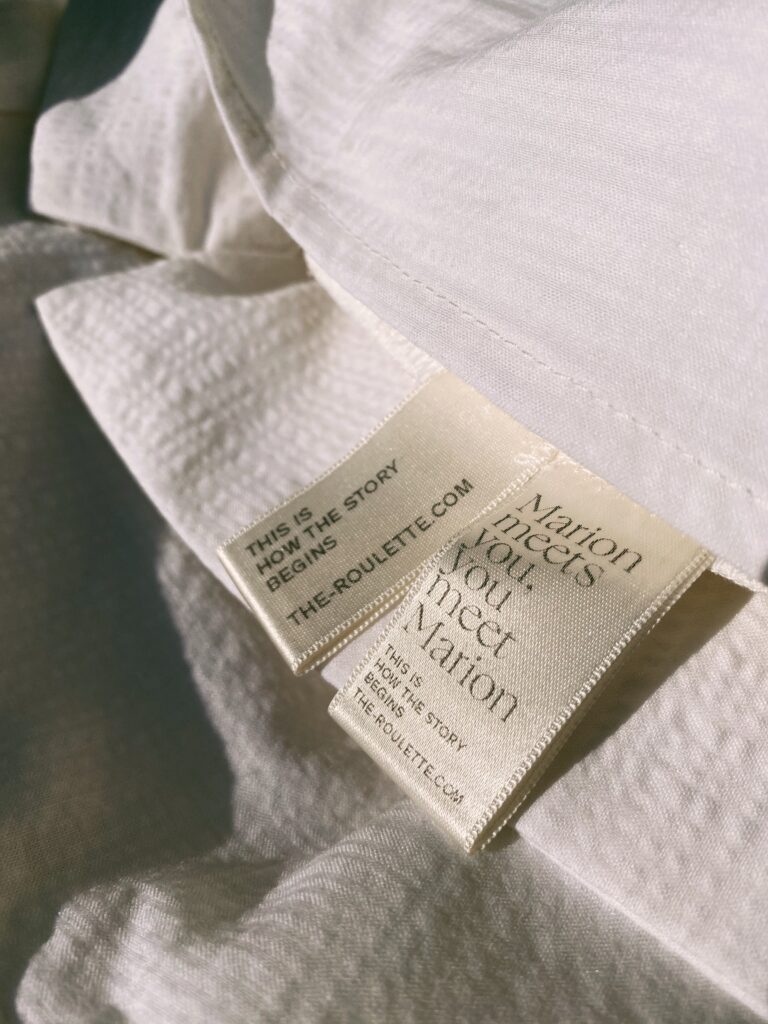 THIS IS
HOW THE STORY
BEGINS
THE-ROULETTE.COM
Marion
meets
you.
you
meet
Marion
THIS IS
HOW THE STORY
BEGINS
THE-ROULETTE.COM